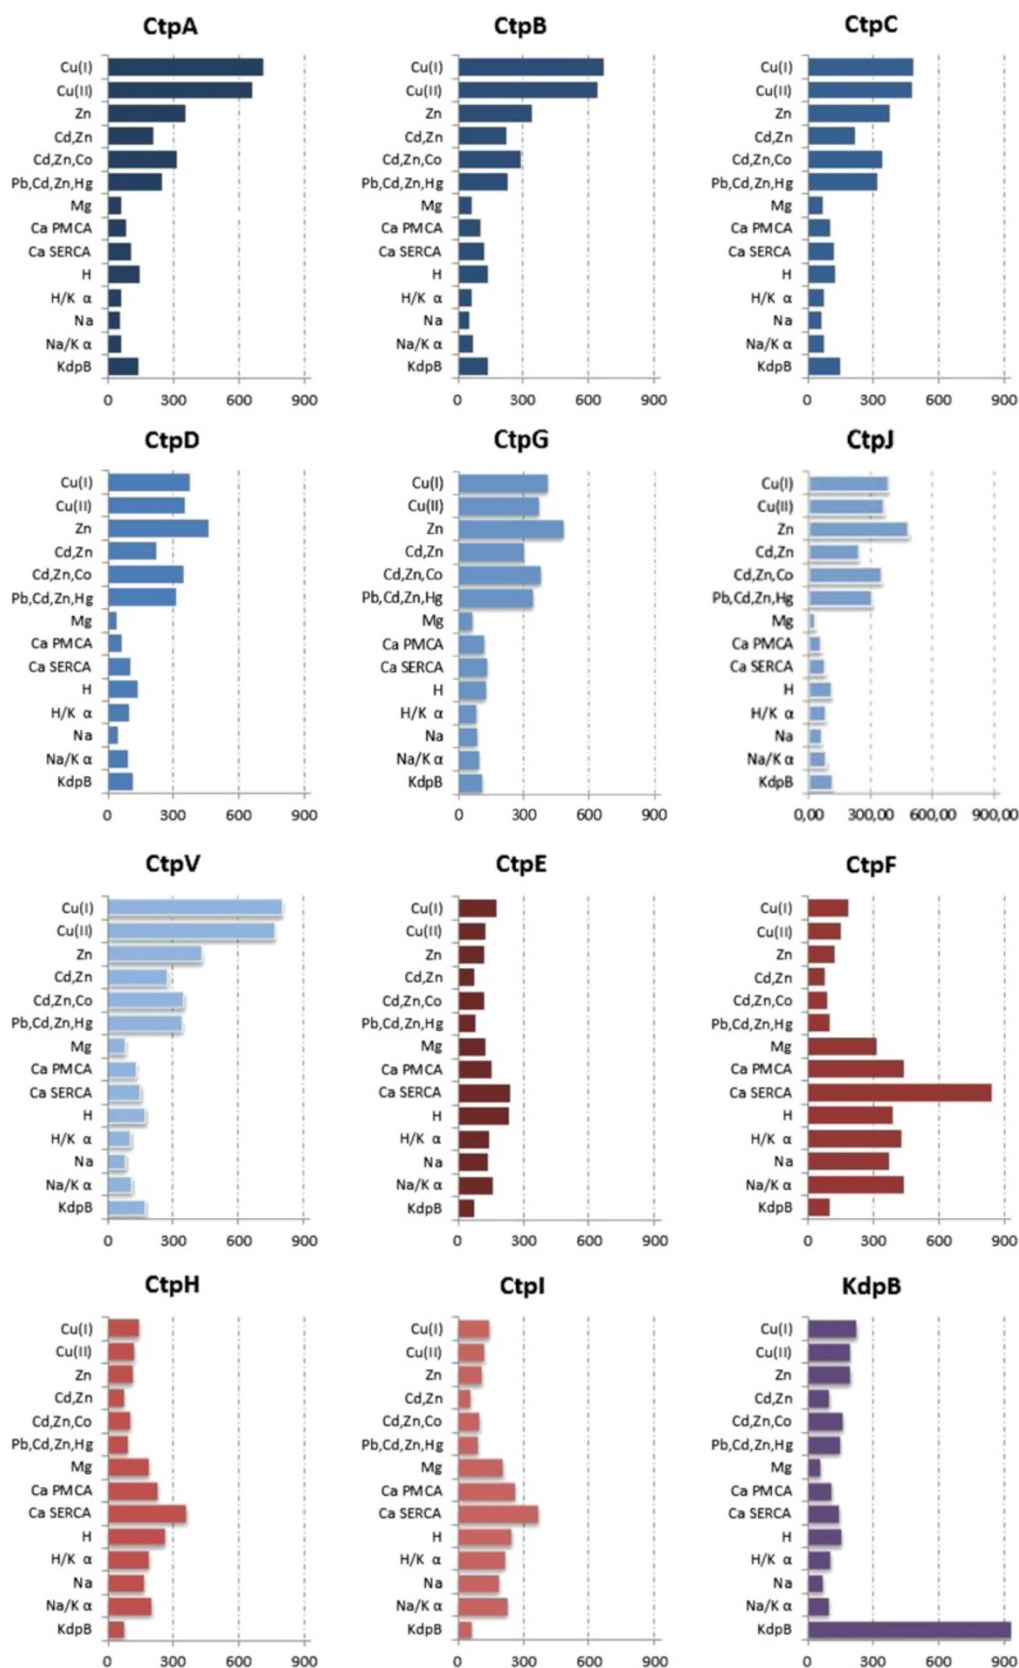 CtpA
Cu(I)
Cu(II)
Zn
Cd,Zn
Cd,Zn,Co
Pb,Cd,Zn,Hg
Mg
Ca PMCA
Ca SERCA
H
H/K α
Na
Na/K α
KdpB
0 300 600 900
CtpB
Cu(I)
Cu(II)
Zn
Cd,Zn
Cd,Zn,Co
Pb,Cd,Zn,Hg
Mg
Ca PMCA
Ca SERCA
H
H/K α
Na
Na/K α
KdpB
0 300 600 900
CtpC
Cu(I)
Cu(II)
Zn
Cd,Zn
Cd,Zn,Co
Pb,Cd,Zn,Hg
Mg
Ca PMCA
Ca SERCA
H
H/K α
Na
Na/K α
KdpB
0 300 600 900
CtpD
Cu(I)
Cu(II)
Zn
Cd,Zn
Cd,Zn,Co
Pb,Cd,Zn,Hg
Mg
Ca PMCA
Ca SERCA
H
H/K α
Na
Na/K α
KdpB
0 300 600 900
CtpG
Cu(I)
Cu(II)
Zn
Cd,Zn
Cd,Zn,Co
Pb,Cd,Zn,Hg
Mg
Ca PMCA
Ca SERCA
H
H/K α
Na
Na/K α
KdpB
0 300 600 900
CtpJ
Cu(I)
Cu(II)
Zn
Cd,Zn
Cd,Zn,Co
Pb,Cd,Zn,Hg
Mg
Ca PMCA
Ca SERCA
H
H/K α
Na
Na/K α
KdpB
0,00 300,00 600,00 900,00
CtpV
Cu(I)
Cu(II)
Zn
Cd,Zn
Cd,Zn,Co
Pb,Cd,Zn,Hg
Mg
Ca PMCA
Ca SERCA
H
H/K α
Na
Na/K α
KdpB
0 300 600 900
CtpE
Cu(I)
Cu(II)
Zn
Cd,Zn
Cd,Zn,Co
Pb,Cd,Zn,Hg
Mg
Ca PMCA
Ca SERCA
H
H/K α
Na
Na/K α
KdpB
0 300 600 900
CtpF
Cu(I)
Cu(II)
Zn
Cd,Zn
Cd,Zn,Co
Pb,Cd,Zn,Hg
Mg
Ca PMCA
Ca SERCA
H
H/K α
Na
Na/K α
KdpB
0 300 600 900
CtpH
Cu(I)
Cu(II)
Zn
Cd,Zn
Cd,Zn,Co
Pb,Cd,Zn,Hg
Mg
Ca PMCA
Ca SERCA
H
H/K α
Na
Na/K α
KdpB
0 300 600 900
CtpI
Cu(I)
Cu(II)
Zn
Cd,Zn
Cd,Zn,Co
Pb,Cd,Zn,Hg
Mg
Ca PMCA
Ca SERCA
H
H/K α
Na
Na/K α
KdpB
0 300 600 900
KdpB
Cu(I)
Cu(II)
Zn
Cd,Zn
Cd,Zn,Co
Pb,Cd,Zn,Hg
Mg
Ca PMCA
Ca SERCA
H
H/K α
Na
Na/K α
KdpB
0 300 600 900